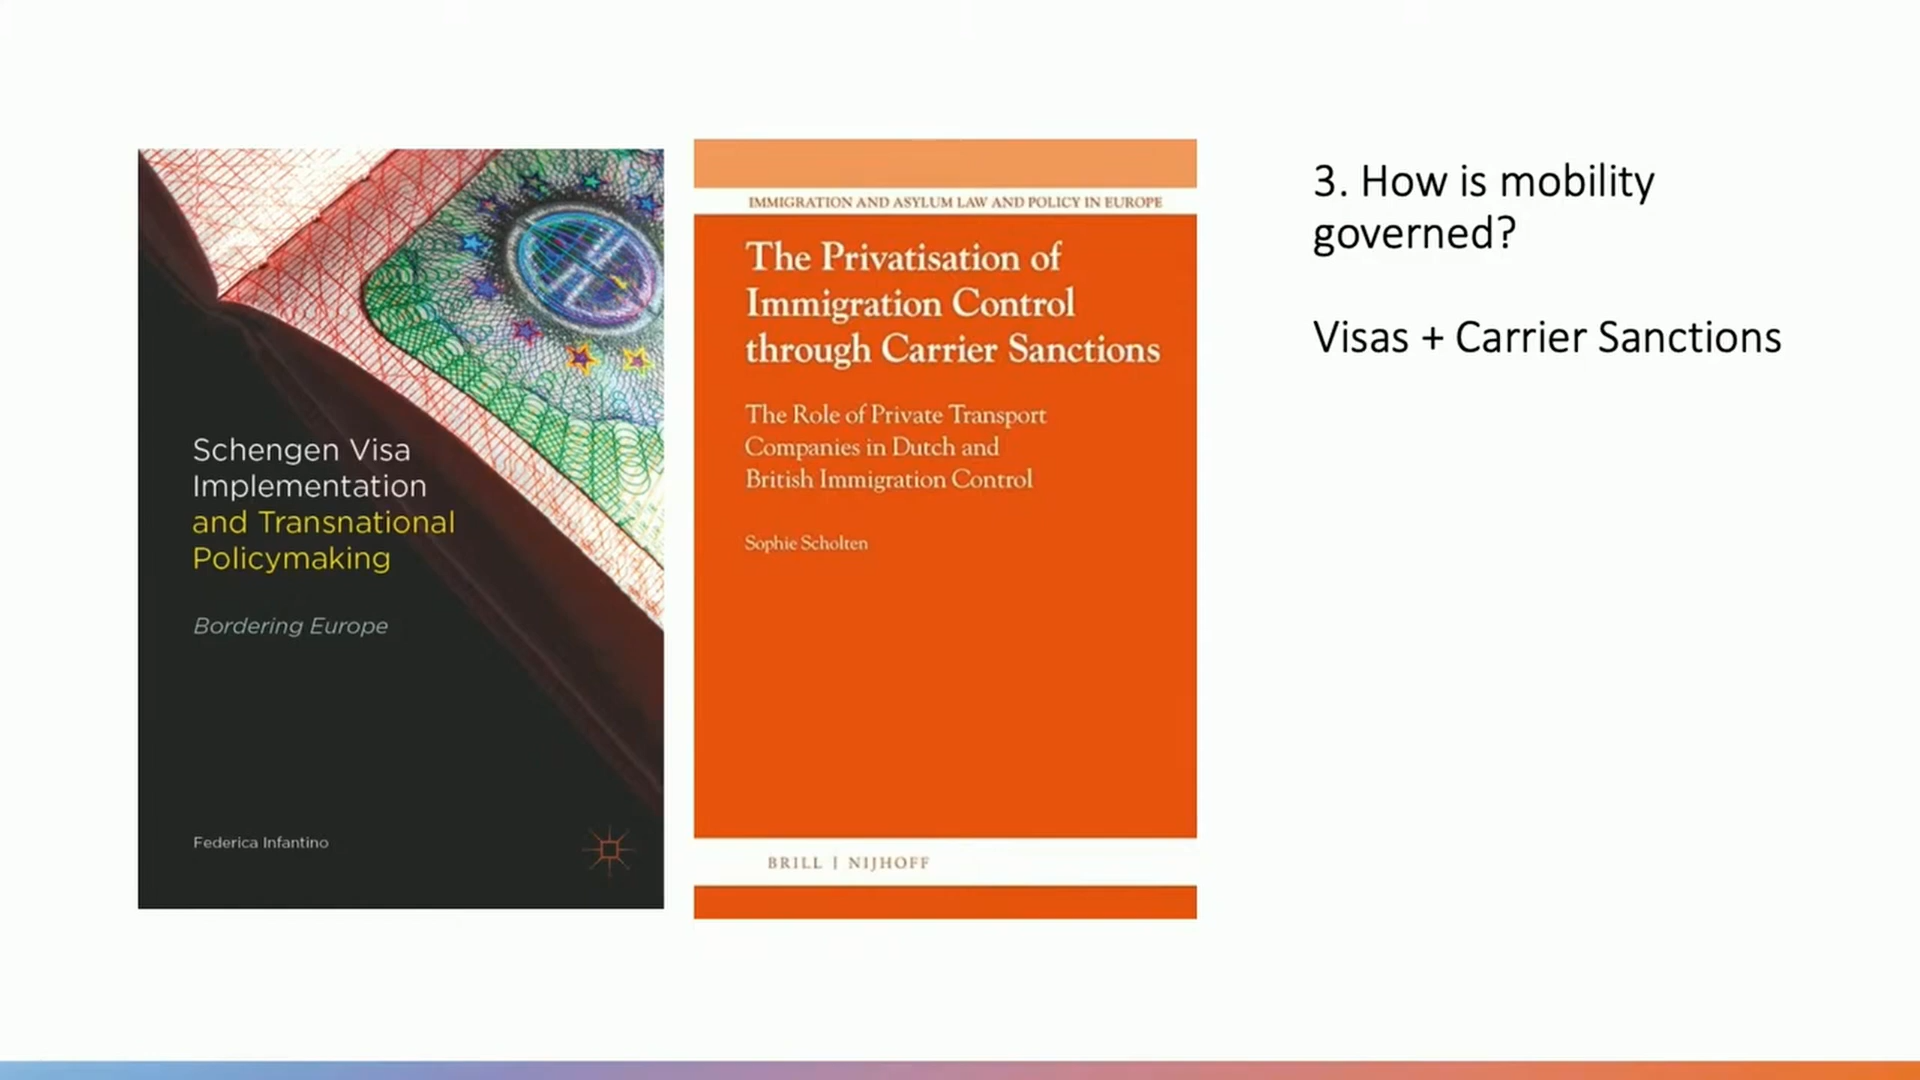 Schengen Visa
Implementation
and Transnational
Policymaking
Bordering Europe
Federica Infantino
IMMIGRATION AND ASYLUM LAW AND POLICY IN EUROPE
The Privatisation of
Immigration Control
through Carrier Sanctions
The Role of Private Transport
Companies in Dutch and
British Immigration Control
Sophie Scholten
BRILL | NIJHOFF
3. How is mobility
governed?
Visas + Carrier Sanctions